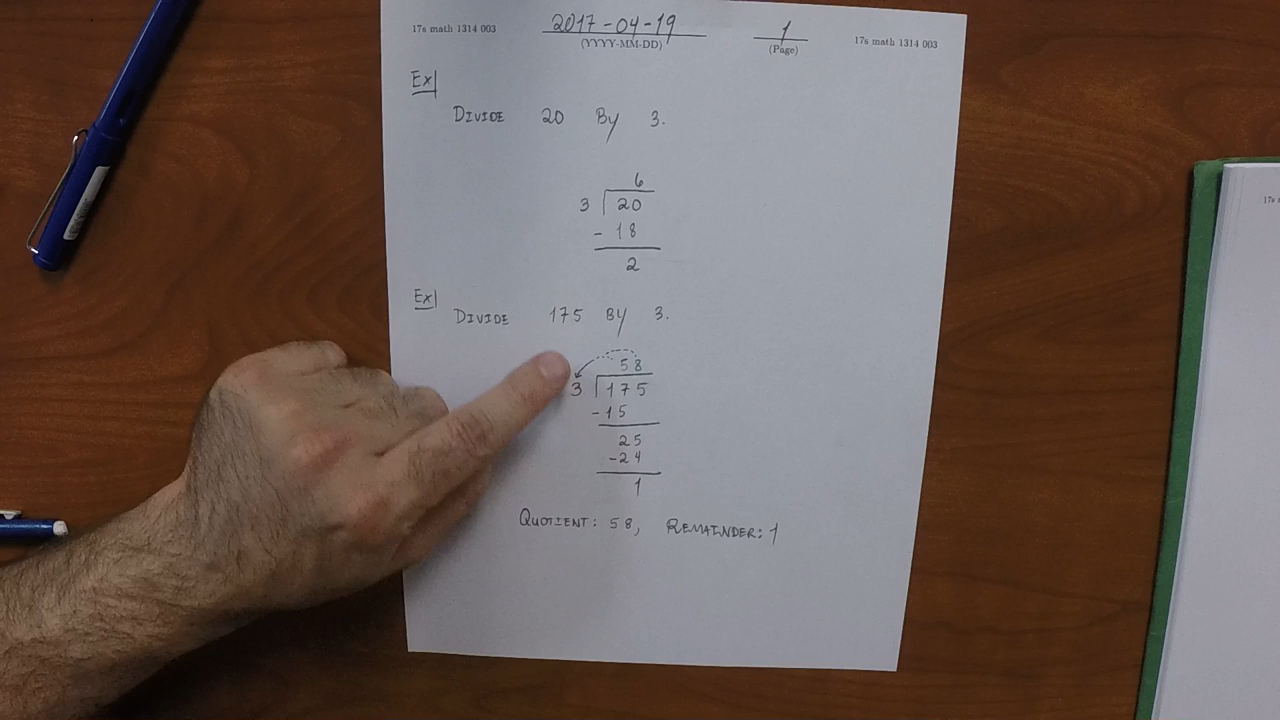 17s math 1314 003 2017-04-19 1 17s math 1314 003
(YYYY-MM-DD) (Page)
Ex
DIVIDE 20 BY 3.
6
3 20
- 18
2
Ex
DIVIDE 175 BY 3.
58
3 175
-15
25
-24
1
QUOTIENT: 58, REMAINDER: 1